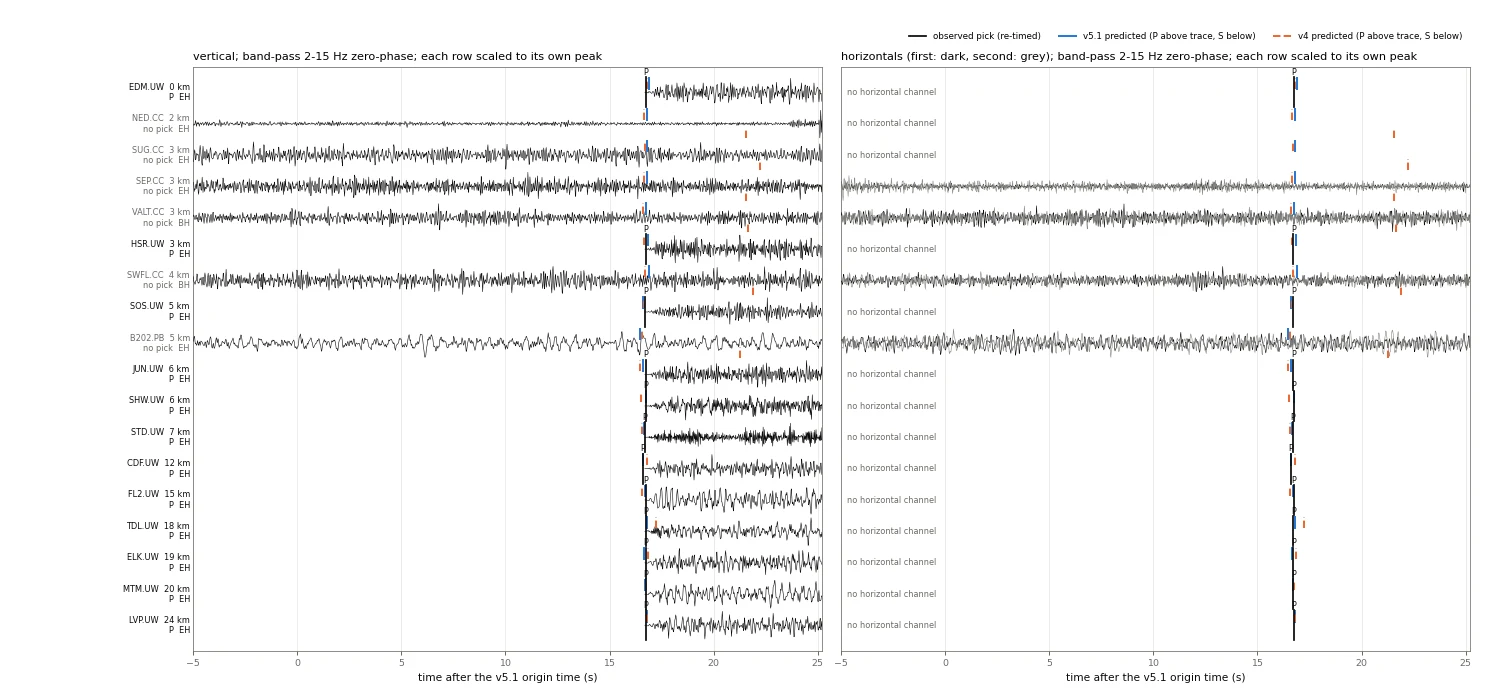 observed pick (re-timed) v5.1 predicted (P above trace, S below) v4 predicted (P above trace, S below)
vertical; band-pass 2-15 Hz zero-phase; each row scaled to its own peak
horizontals (first: dark, second: grey); band-pass 2-15 Hz zero-phase; each row scaled to its own peak
P P
EDM.UW 0 km
P EH
no horizontal channel
NED.CC 2 km
no pick EH
no horizontal channel
SUG.CC 3 km
no pick EH
no horizontal channel
SEP.CC 3 km
no pick EH
VALT.CC 3 km
no pick BH
P P
HSR.UW 3 km
P EH
no horizontal channel
SWFL.CC 4 km
no pick BH
P P
SOS.UW 5 km
P EH
no horizontal channel
B202.PB 5 km
no pick EH
P P
JUN.UW 6 km
P EH
no horizontal channel
P P
SHW.UW 6 km
P EH
no horizontal channel
P P
STD.UW 7 km
P EH
no horizontal channel
P P
CDF.UW 12 km
P EH
no horizontal channel
P P
FL2.UW 15 km
P EH
no horizontal channel
P P
TDL.UW 18 km
P EH
no horizontal channel
P P
ELK.UW 19 km
P EH
no horizontal channel
P P
MTM.UW 20 km
P EH
no horizontal channel
P P
LVP.UW 24 km
P EH
no horizontal channel
−5 0 5 10 15 20 25
−5 0 5 10 15 20 25
time after the v5.1 origin time (s)
time after the v5.1 origin time (s)